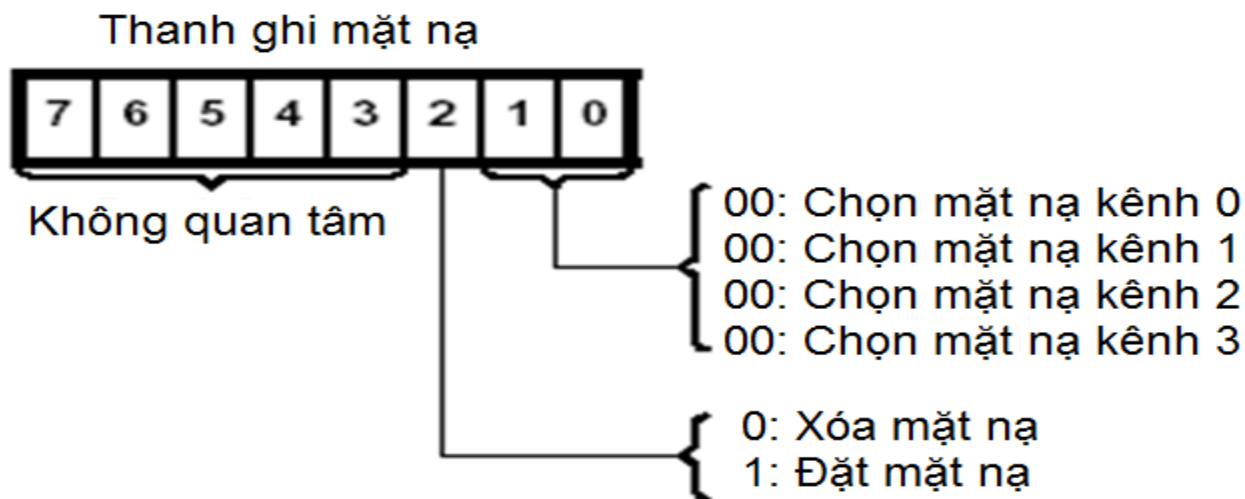 Thanh ghi mặt nạ
7 6 5 4 3 2 1 0
Không quan tâm
00: Chọn mặt nạ kênh 0
00: Chọn mặt nạ kênh 1
00: Chọn mặt nạ kênh 2
00: Chọn mặt nạ kênh 3
0: Xóa mặt nạ
1: Đặt mặt nạ